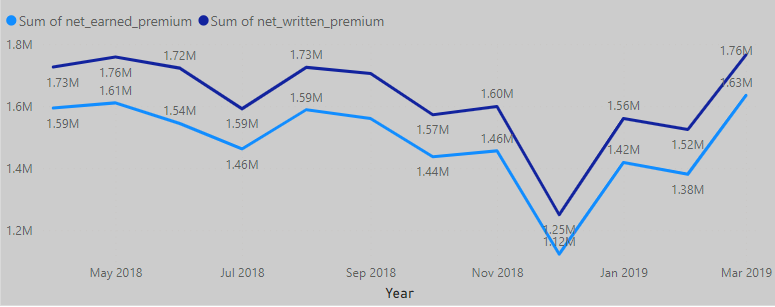 Sum of net_earned_premium Sum of net_written_premium
1.8M
1.76M
1.73M
1.76M
1.72M
1.73M
1.63M
1.61M
1.6M
1.59M
1.54M
1.59M
1.59M
1.60M
1.57M
1.56M
1.52M
1.46M
1.46M
1.44M
1.42M
1.4M
1.38M
1.25M
1.12M
1.2M
May 2018 Jul 2018 Sep 2018 Nov 2018 Jan 2019 Mar 2019
Year